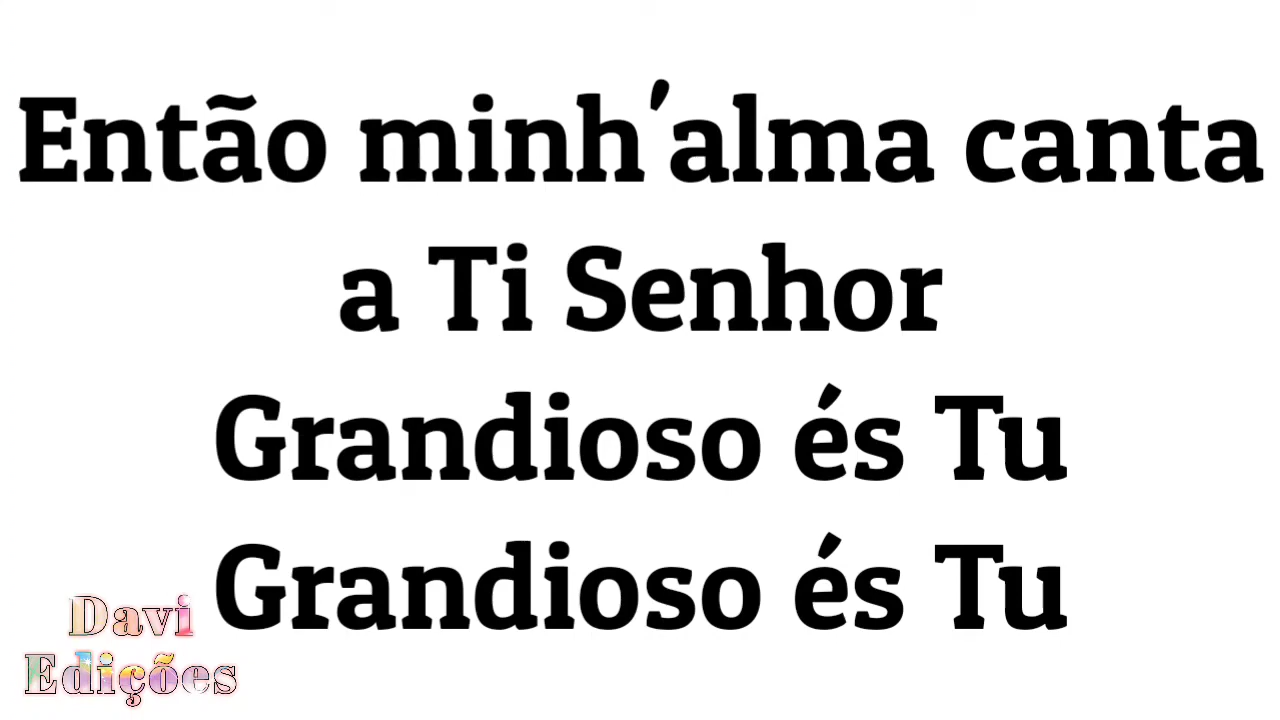 Então minh'alma canta
a Ti Senhor
Grandioso és Tu
Grandioso és Tu
Davi
Edições